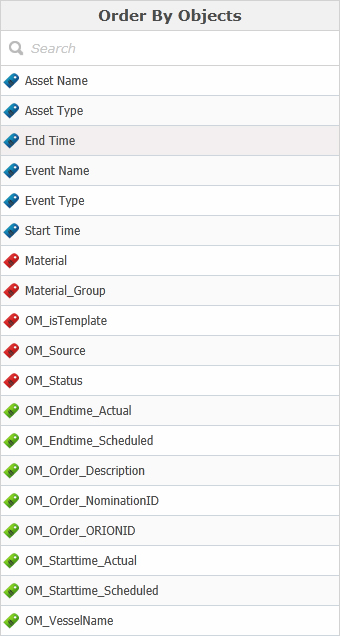 Order By Objects
Search
Asset Name
Asset Type
End Time
Event Name
Event Type
Start Time
Material
Material_Group
OM_isTemplate
OM_Source
OM_Status
OM_Endtime_Actual
OM_Endtime_Scheduled
OM_Order_Description
OM_Order_NominationID
OM_Order_ORIONID
OM_Starttime_Actual
OM_Starttime_Scheduled
OM_VesselName